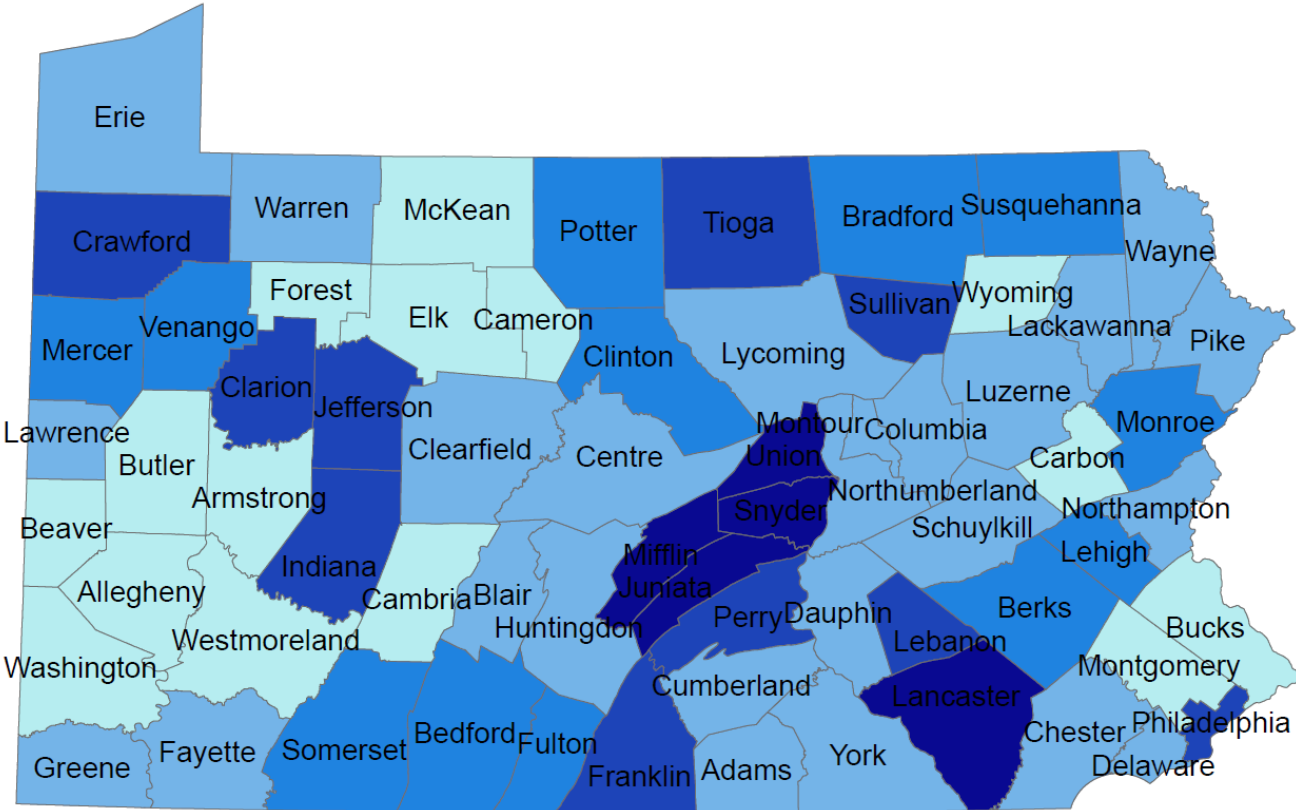 Erie
Warren
McKean
Potter
Tioga
Bradford
Susquehanna
Wayne
Crawford
Forest
Elk
Cameron
Sullivan
Wyoming
Lackawanna
Pike
Mercer
Venango
Clarion
Jefferson
Clinton
Lycoming
Luzerne
Monroe
Lawrence
Butler
Armstrong
Clearfield
Centre
Montour
Union
Columbia
Carbon
Beaver
Snyder
Northumberland
Schuylkill
Northampton
Allegheny
Indiana
Cambria
Blair
Mifflin
Juniata
Lehigh
Washington
Westmoreland
Huntingdon
Perry
Dauphin
Lebanon
Berks
Bucks
Montgomery
Cumberland
Lancaster
Greene
Fayette
Somerset
Bedford
Fulton
Franklin
Adams
York
Chester
Philadelphia
Delaware